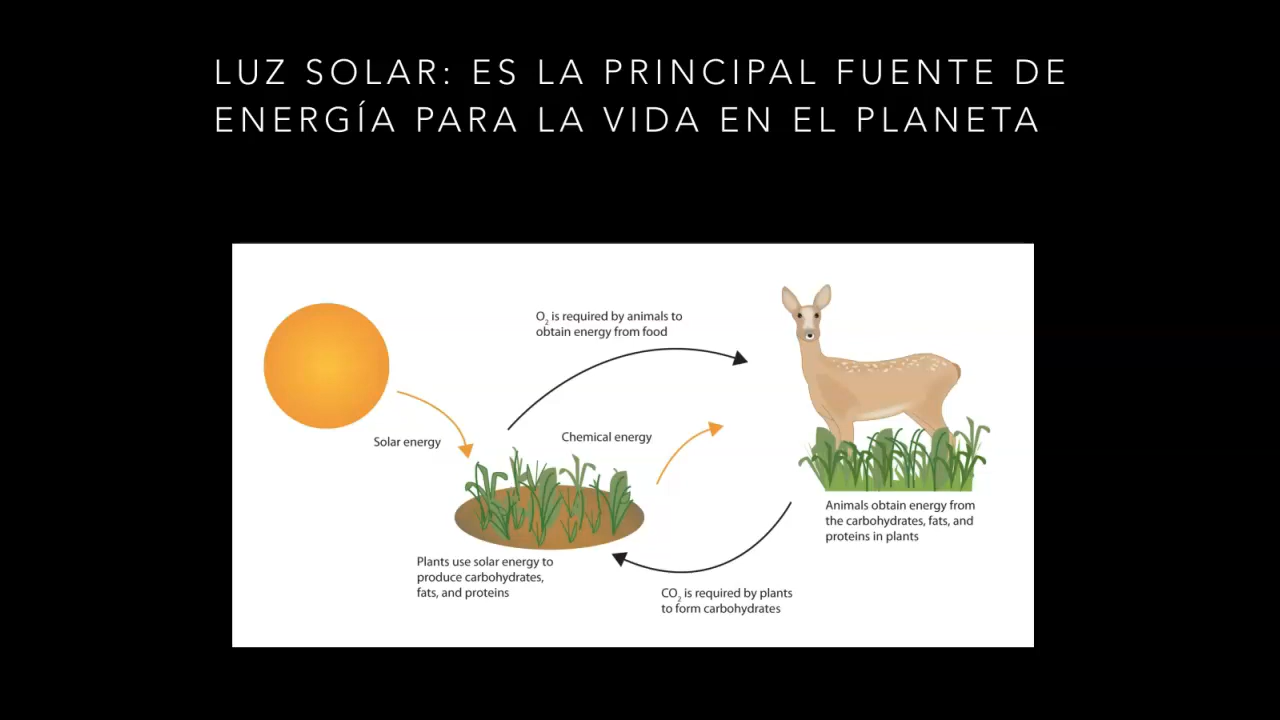 LUZ SOLAR: ES LA PRINCIPAL FUENTE DE
ENERGÍA PARA LA VIDA EN EL PLANETA
O₂ is required by animals to
obtain energy from food
Solar energy
Chemical energy
Animals obtain energy from
the carbohydrates, fats, and
proteins in plants
Plants use solar energy to
produce carbohydrates,
fats, and proteins
CO₂ is required by plants
to form carbohydrates